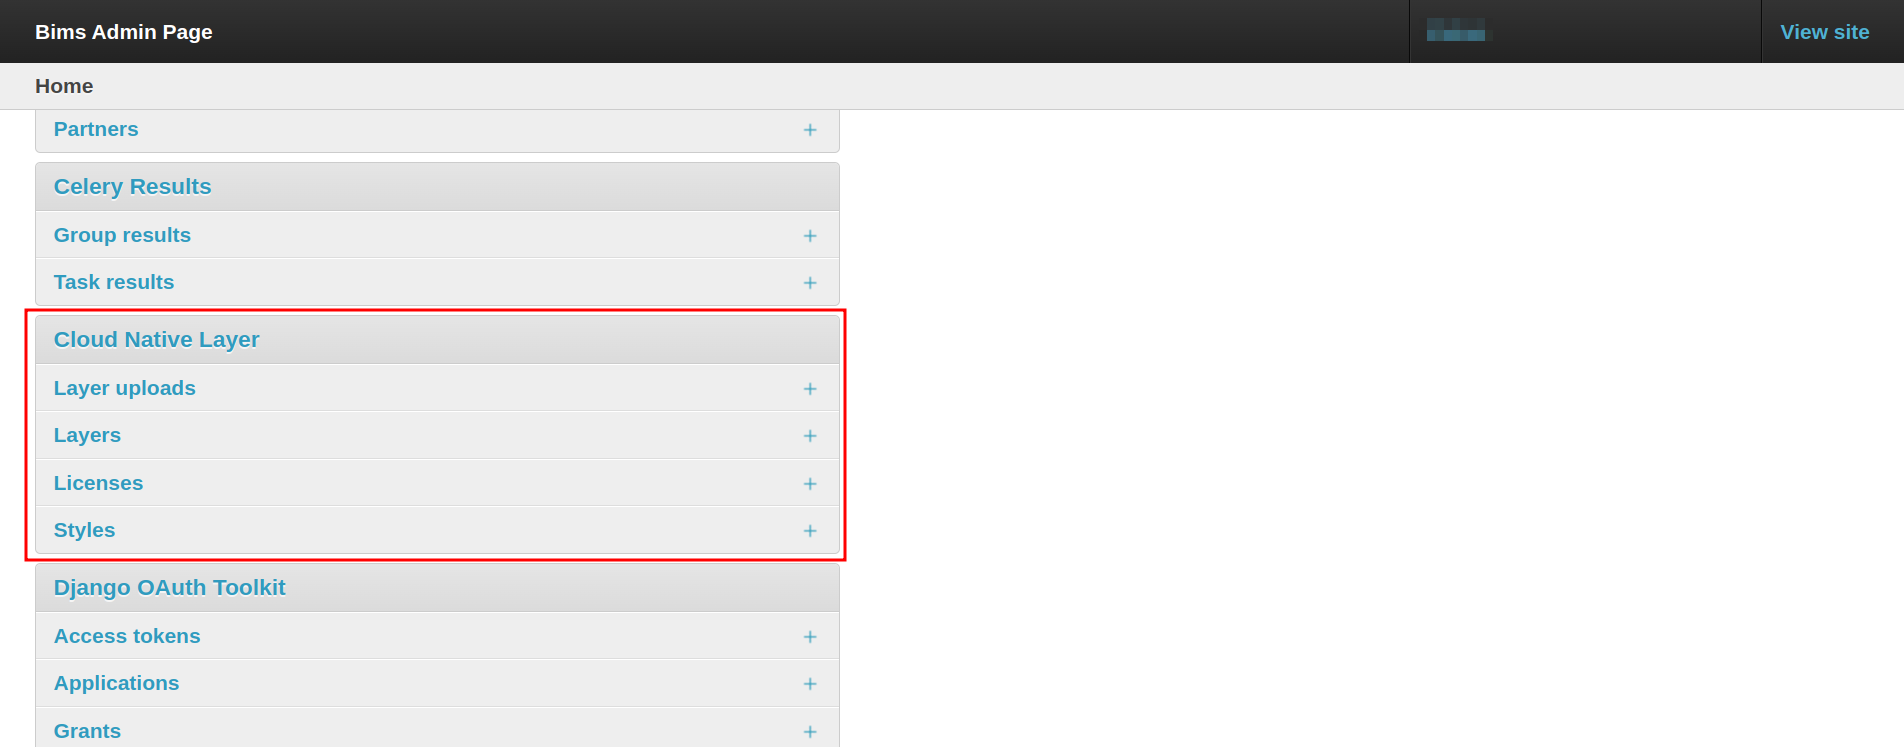 Bims Admin Page
View site
Home
Partners
Celery Results
Group results
Task results
Cloud Native Layer
Layer uploads
Layers
Licenses
Styles
Django OAuth Toolkit
Access tokens
Applications
Grants